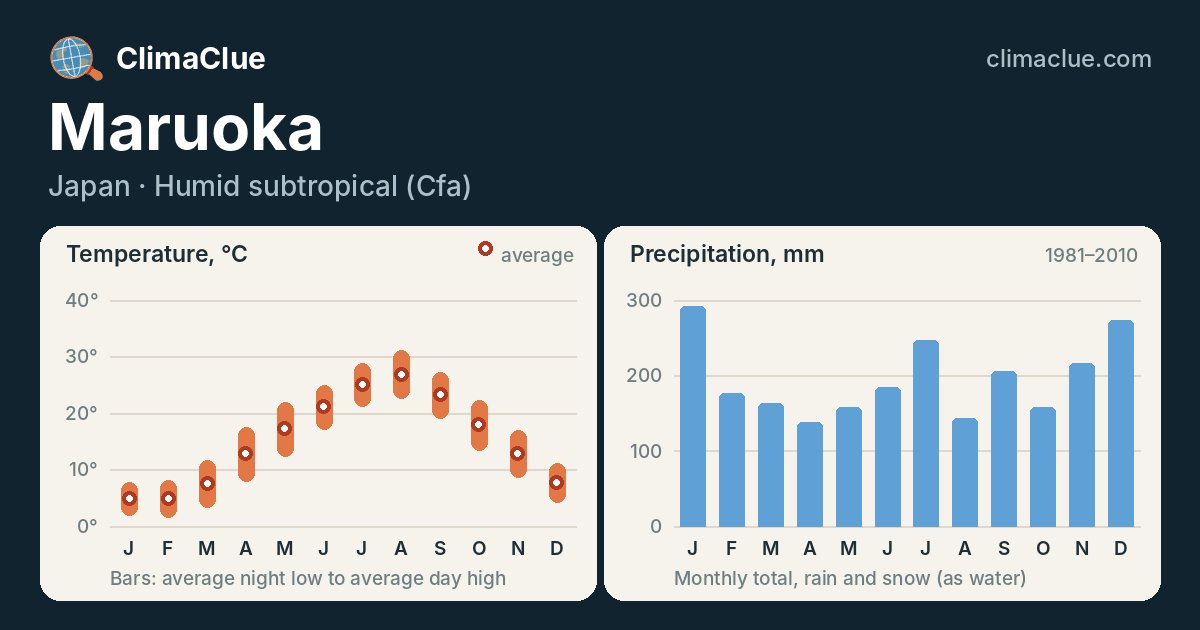 ClimaClue
climaclue.com
Maruoka
Japan · Humid subtropical (Cfa)
Temperature, °C
average
40°
30°
20°
10°
0°
J F M A M J J A S O N D
Bars: average night low to average day high
Precipitation, mm
1981–2010
300
200
100
0
J F M A M J J A S O N D
Monthly total, rain and snow (as water)